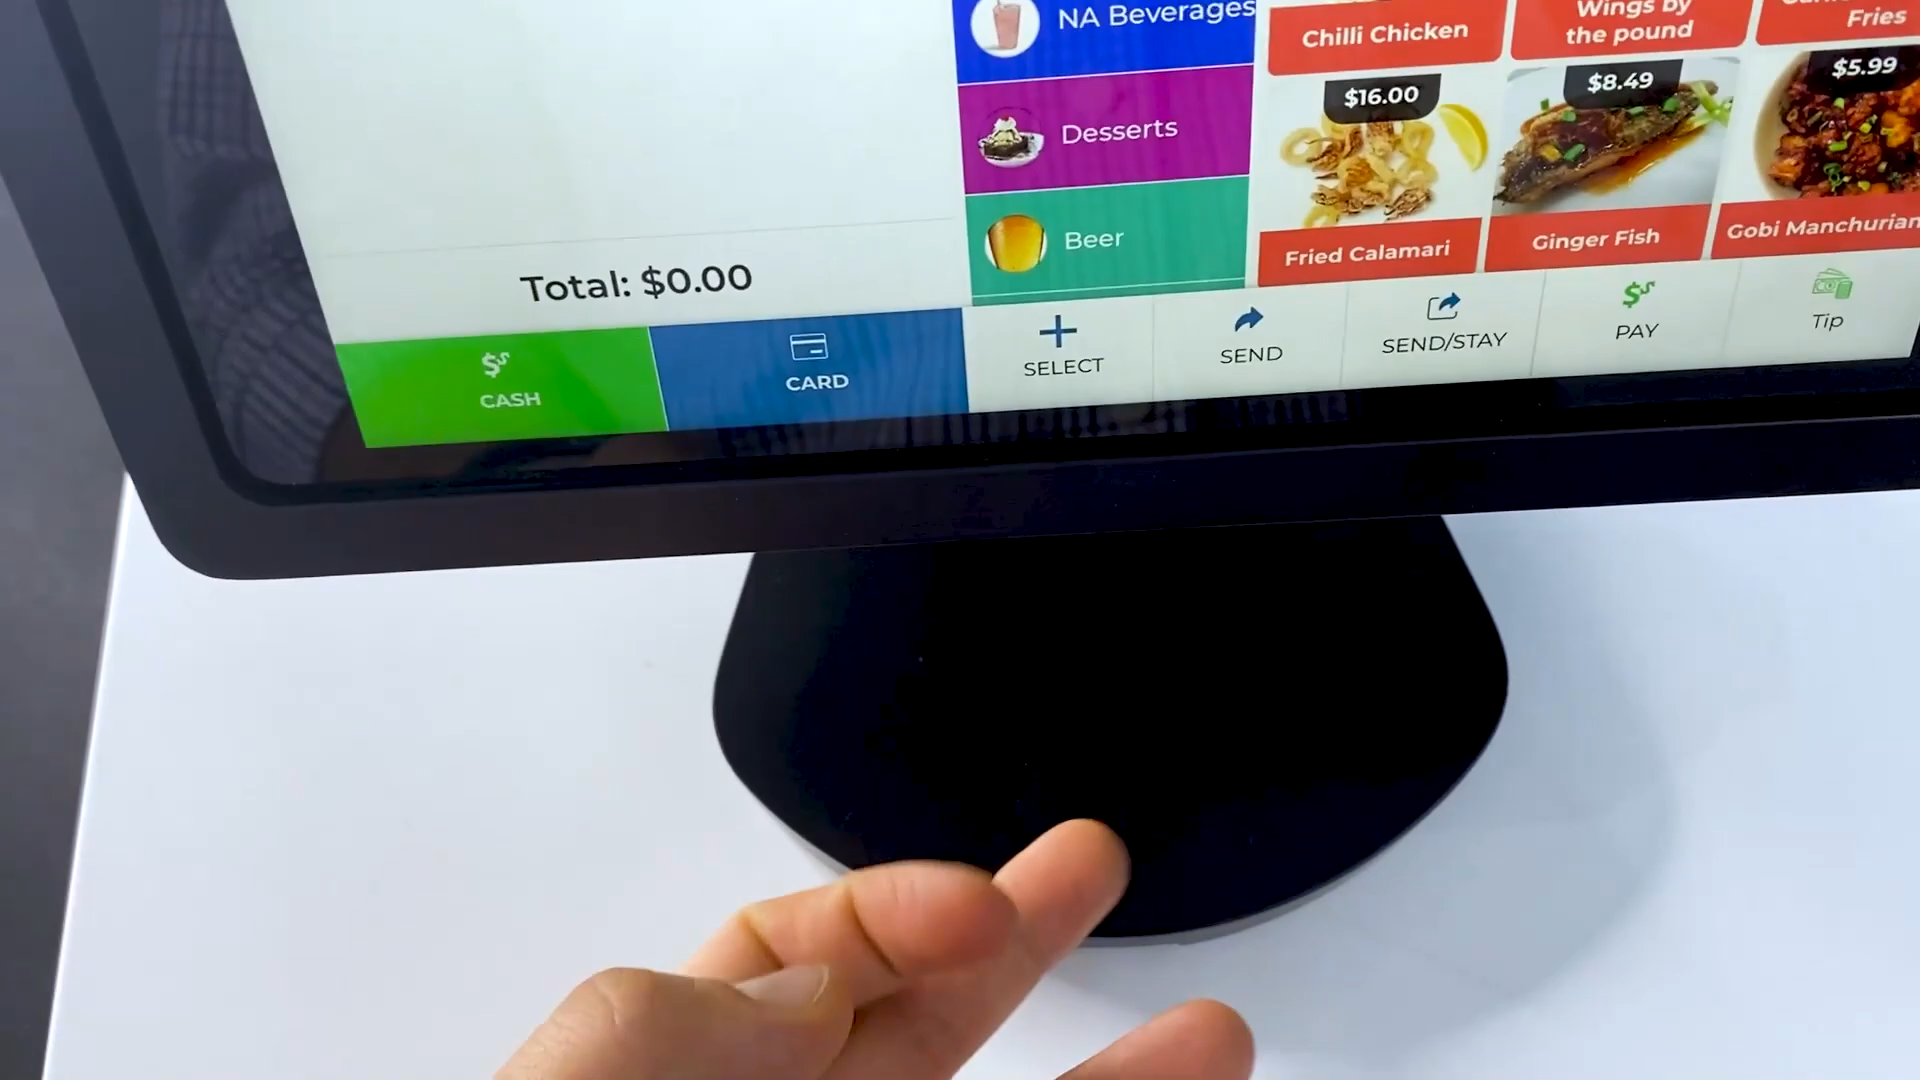 NA Beverages
Desserts
Beer
Chilli Chicken
Wings by
the pound
Fries
$16.00
Fried Calamari
$8.49
Ginger Fish
$5.99
Gobi Manchurian
Total: $0.00
CASH
CARD
SELECT
SEND
SEND/STAY
PAY
Tip